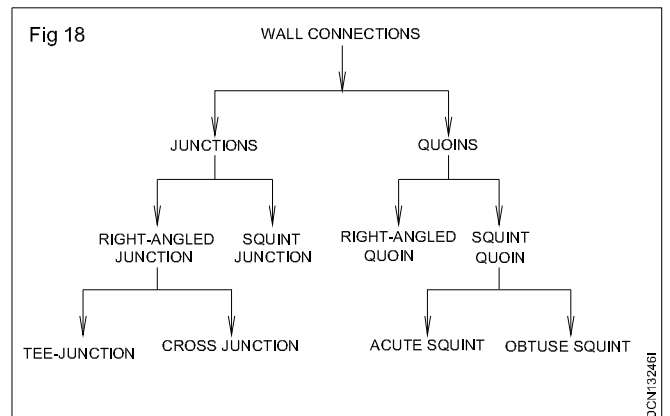 Fig 18
WALL CONNECTIONS
JUNCTIONS
QUOINS
RIGHT-ANGLED
JUNCTION
SQUINT
JUNCTION
RIGHT-ANGLED
QUOIN
SQUINT
QUOIN
TEE-JUNCTION
CROSS JUNCTION
ACUTE SQUINT
OBTUSE SQUINT
DCN13246I